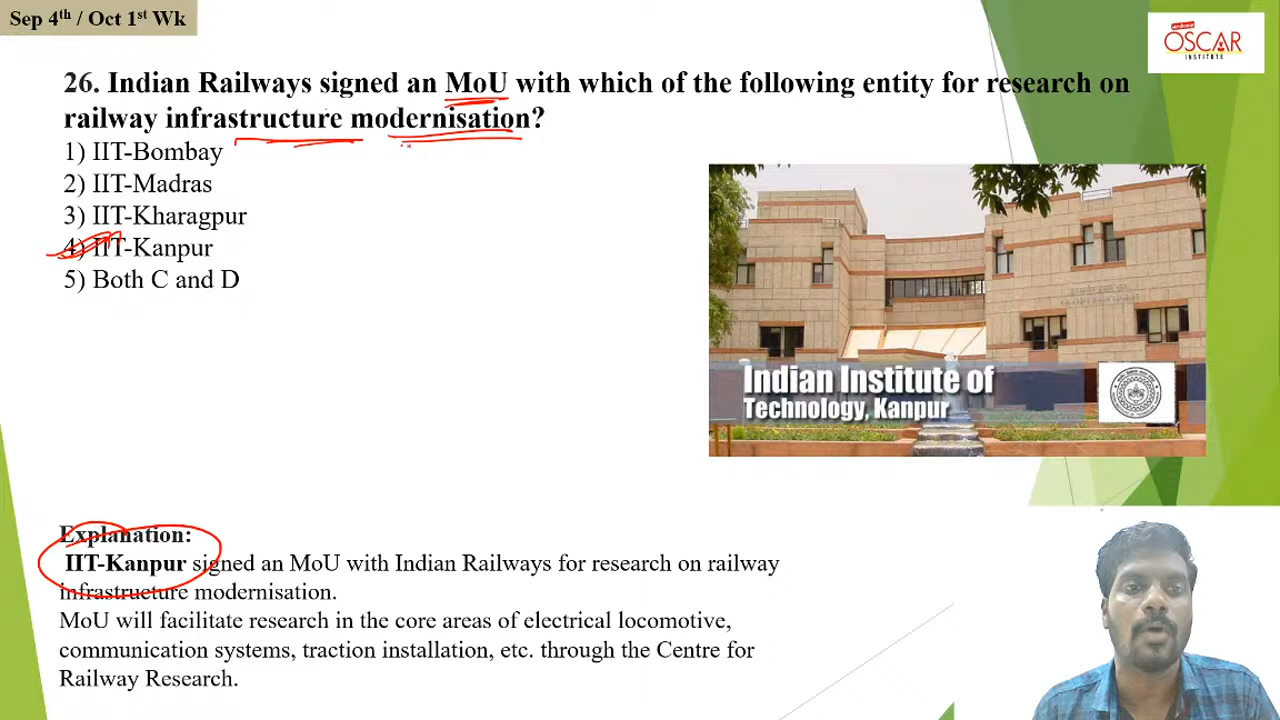 Sep 4th / Oct 1st Wk
OSCAR
INSTITUTE
26. Indian Railways signed an MoU with which of the following entity for research on
railway infrastructure modernisation?
1) IIT-Bombay
2) IIT-Madras
3) IIT-Kharagpur
4) IIT-Kanpur
5) Both C and D
Indian Institute of
Technology, Kanpur
Explanation:
IIT-Kanpur signed an MoU with Indian Railways for research on railway
infrastructure modernisation.
MoU will facilitate research in the core areas of electrical locomotive,
communication systems, traction installation, etc. through the Centre for
Railway Research.